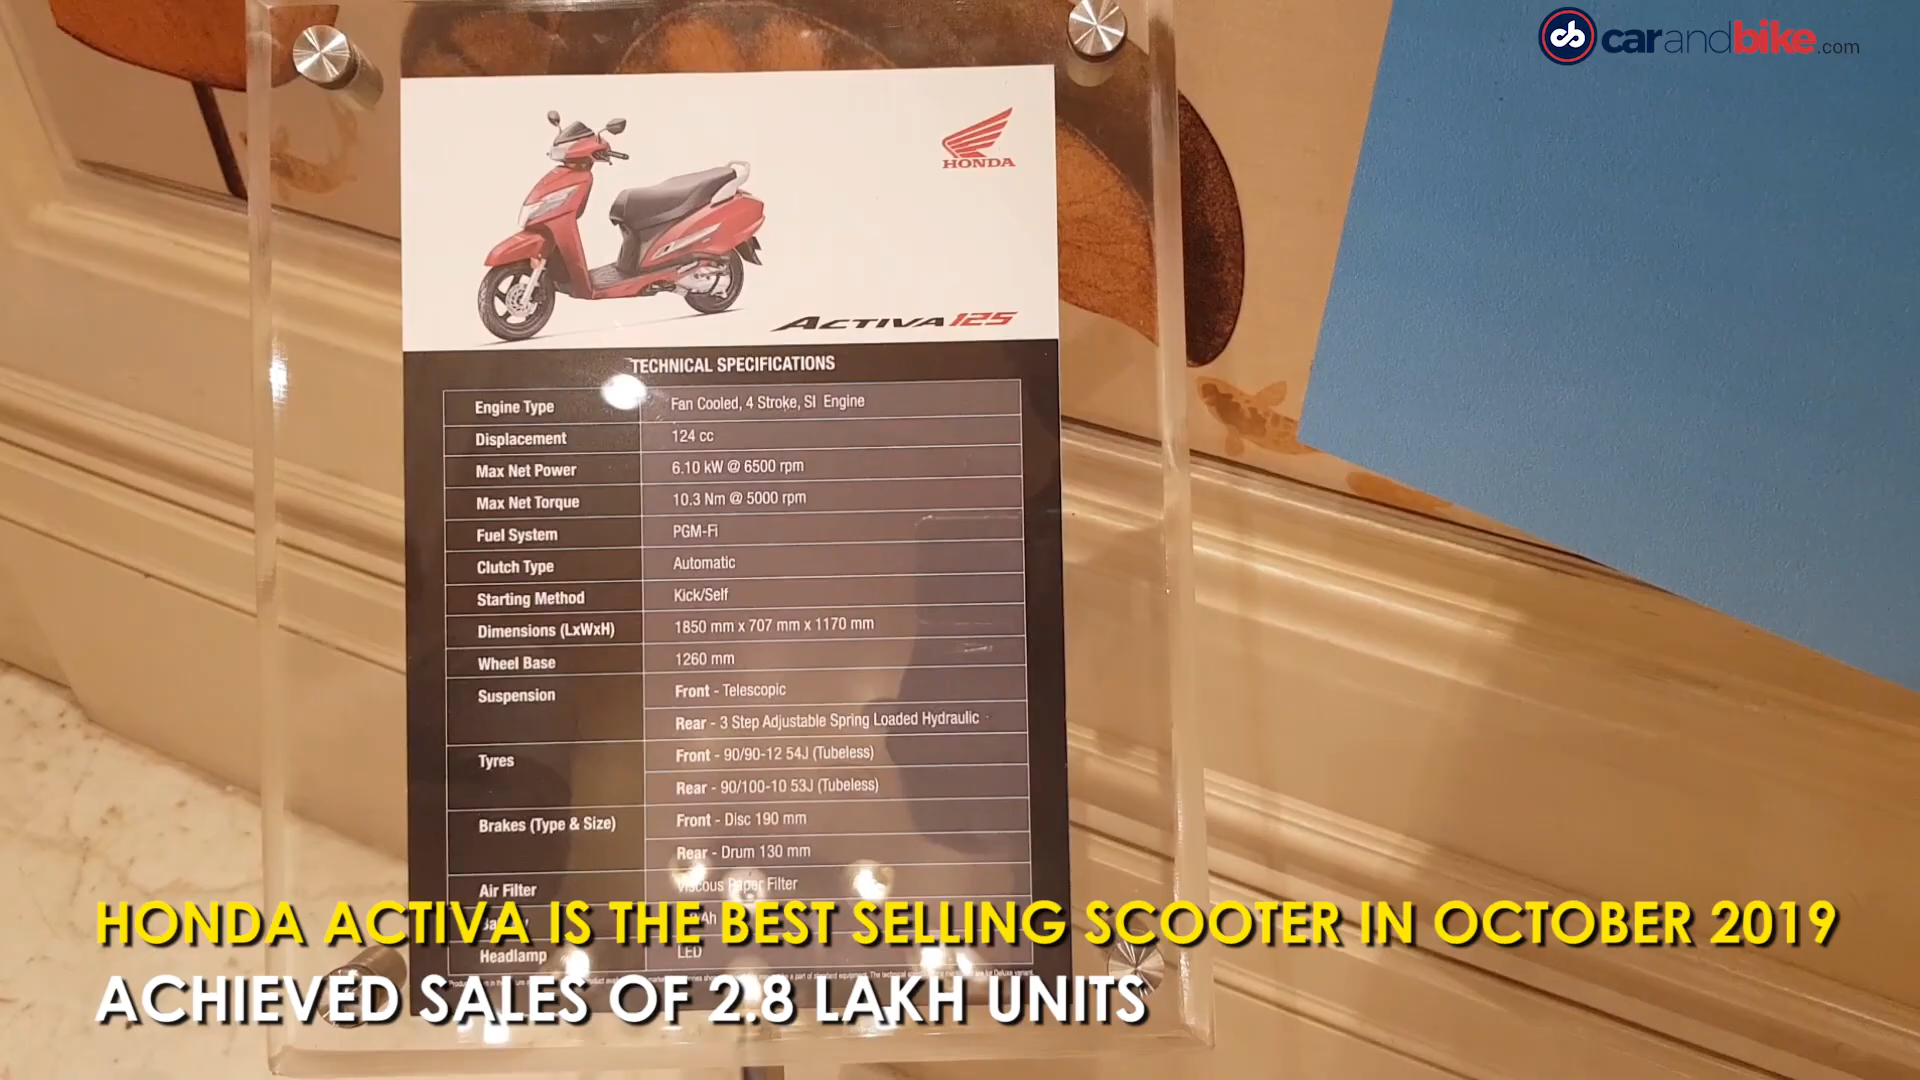 carandbike.com
HONDA
ACTIVA 125
TECHNICAL SPECIFICATIONS
Engine Type Fan Cooled, 4 Stroke, SI Engine
Displacement 124 cc
Max Net Power 6.10 kW @ 6500 rpm
Max Net Torque 10.3 Nm @ 5000 rpm
Fuel System PGM-Fi
Clutch Type Automatic
Starting Method Kick/Self
Dimensions (LxWxH) 1850 mm x 707 mm x 1170 mm
Wheel Base 1260 mm
Suspension Front - Telescopic
Rear - 3 Step Adjustable Spring Loaded Hydraulic
Tyres Front - 90/90-12 54J (Tubeless)
Rear - 90/100-10 53J (Tubeless)
Brakes (Type & Size) Front - Disc 190 mm
Rear - Drum 130 mm
Air Filter Viscous Paper Filter
Ah
HONDA ACTIVA IS THE BEST SELLING SCOOTER IN OCTOBER 2019
Headlamp LED
ACHIEVED SALES OF 2.8 LAKH UNITS